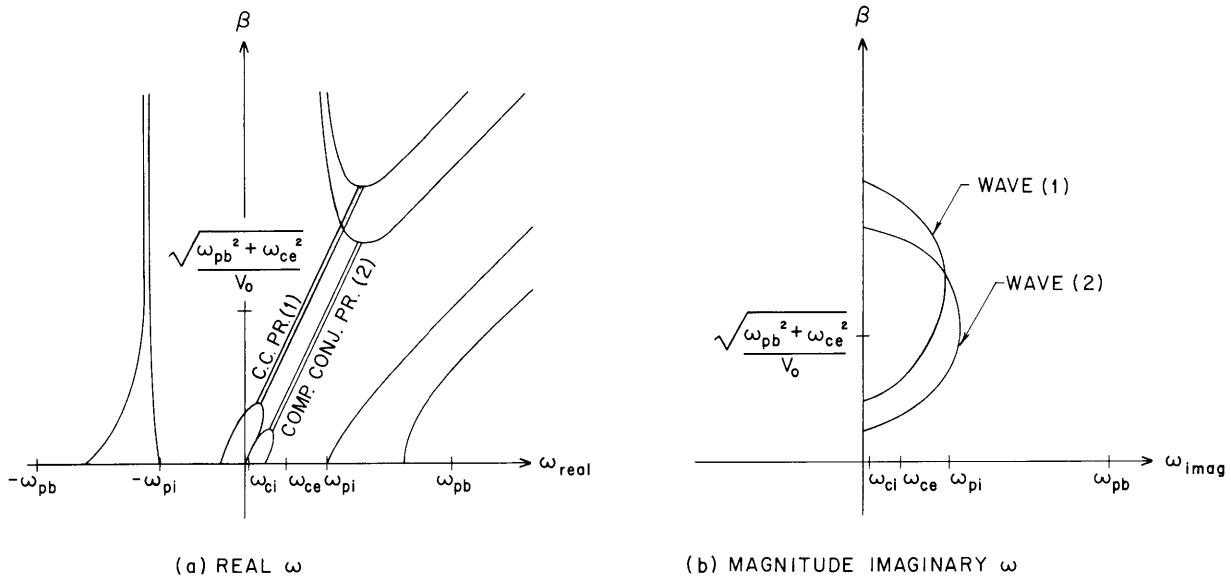 β
√ω_pb² + ω_ce²
V₀
C.C. PR.(1)
COMP. CONJ. PR. (2)
-ω_pb
-ω_pi
ω_ci
ω_ce
ω_pi
ω_pb
ω_real
(a) REAL ω
β
WAVE (1)
WAVE (2)
√ω_pb² + ω_ce²
V₀
ω_ci
ω_ce
ω_pi
ω_pb
ω_imag
(b) MAGNITUDE IMAGINARY ω